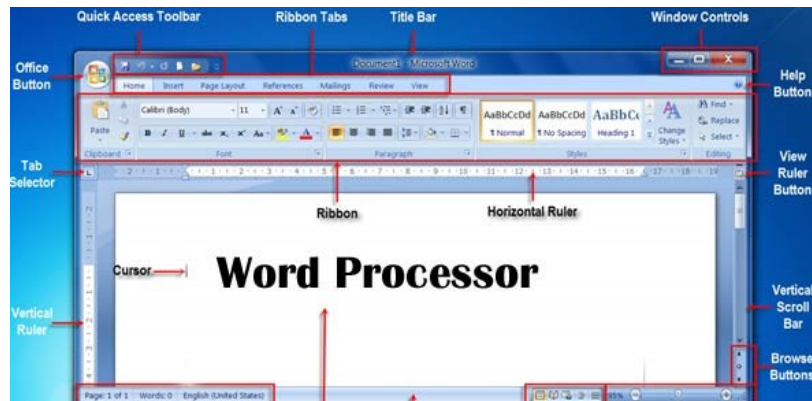 Quick Access Toolbar
Ribbon Tabs
Title Bar
Window Controls
Document1 - Microsoft Word
Office
Button
Home Insert Page Layout References Mailings Review View
Help
Button
Calibri (Body) 11
AaBbCcDd AaBbCcDd AaBbCc
Paste
¶ Normal ¶ No Spacing Heading 1
Change
Styles
Find
Replace
Select
Clipboard Font Paragraph Styles Editing
Tab
Selector
View
Ruler
Button
Ribbon
Horizontal Ruler
Cursor
Word Processor
Vertical
Ruler
Vertical
Scroll
Bar
Browse
Buttons
Page: 1 of 1 Words: 0 English (United States)